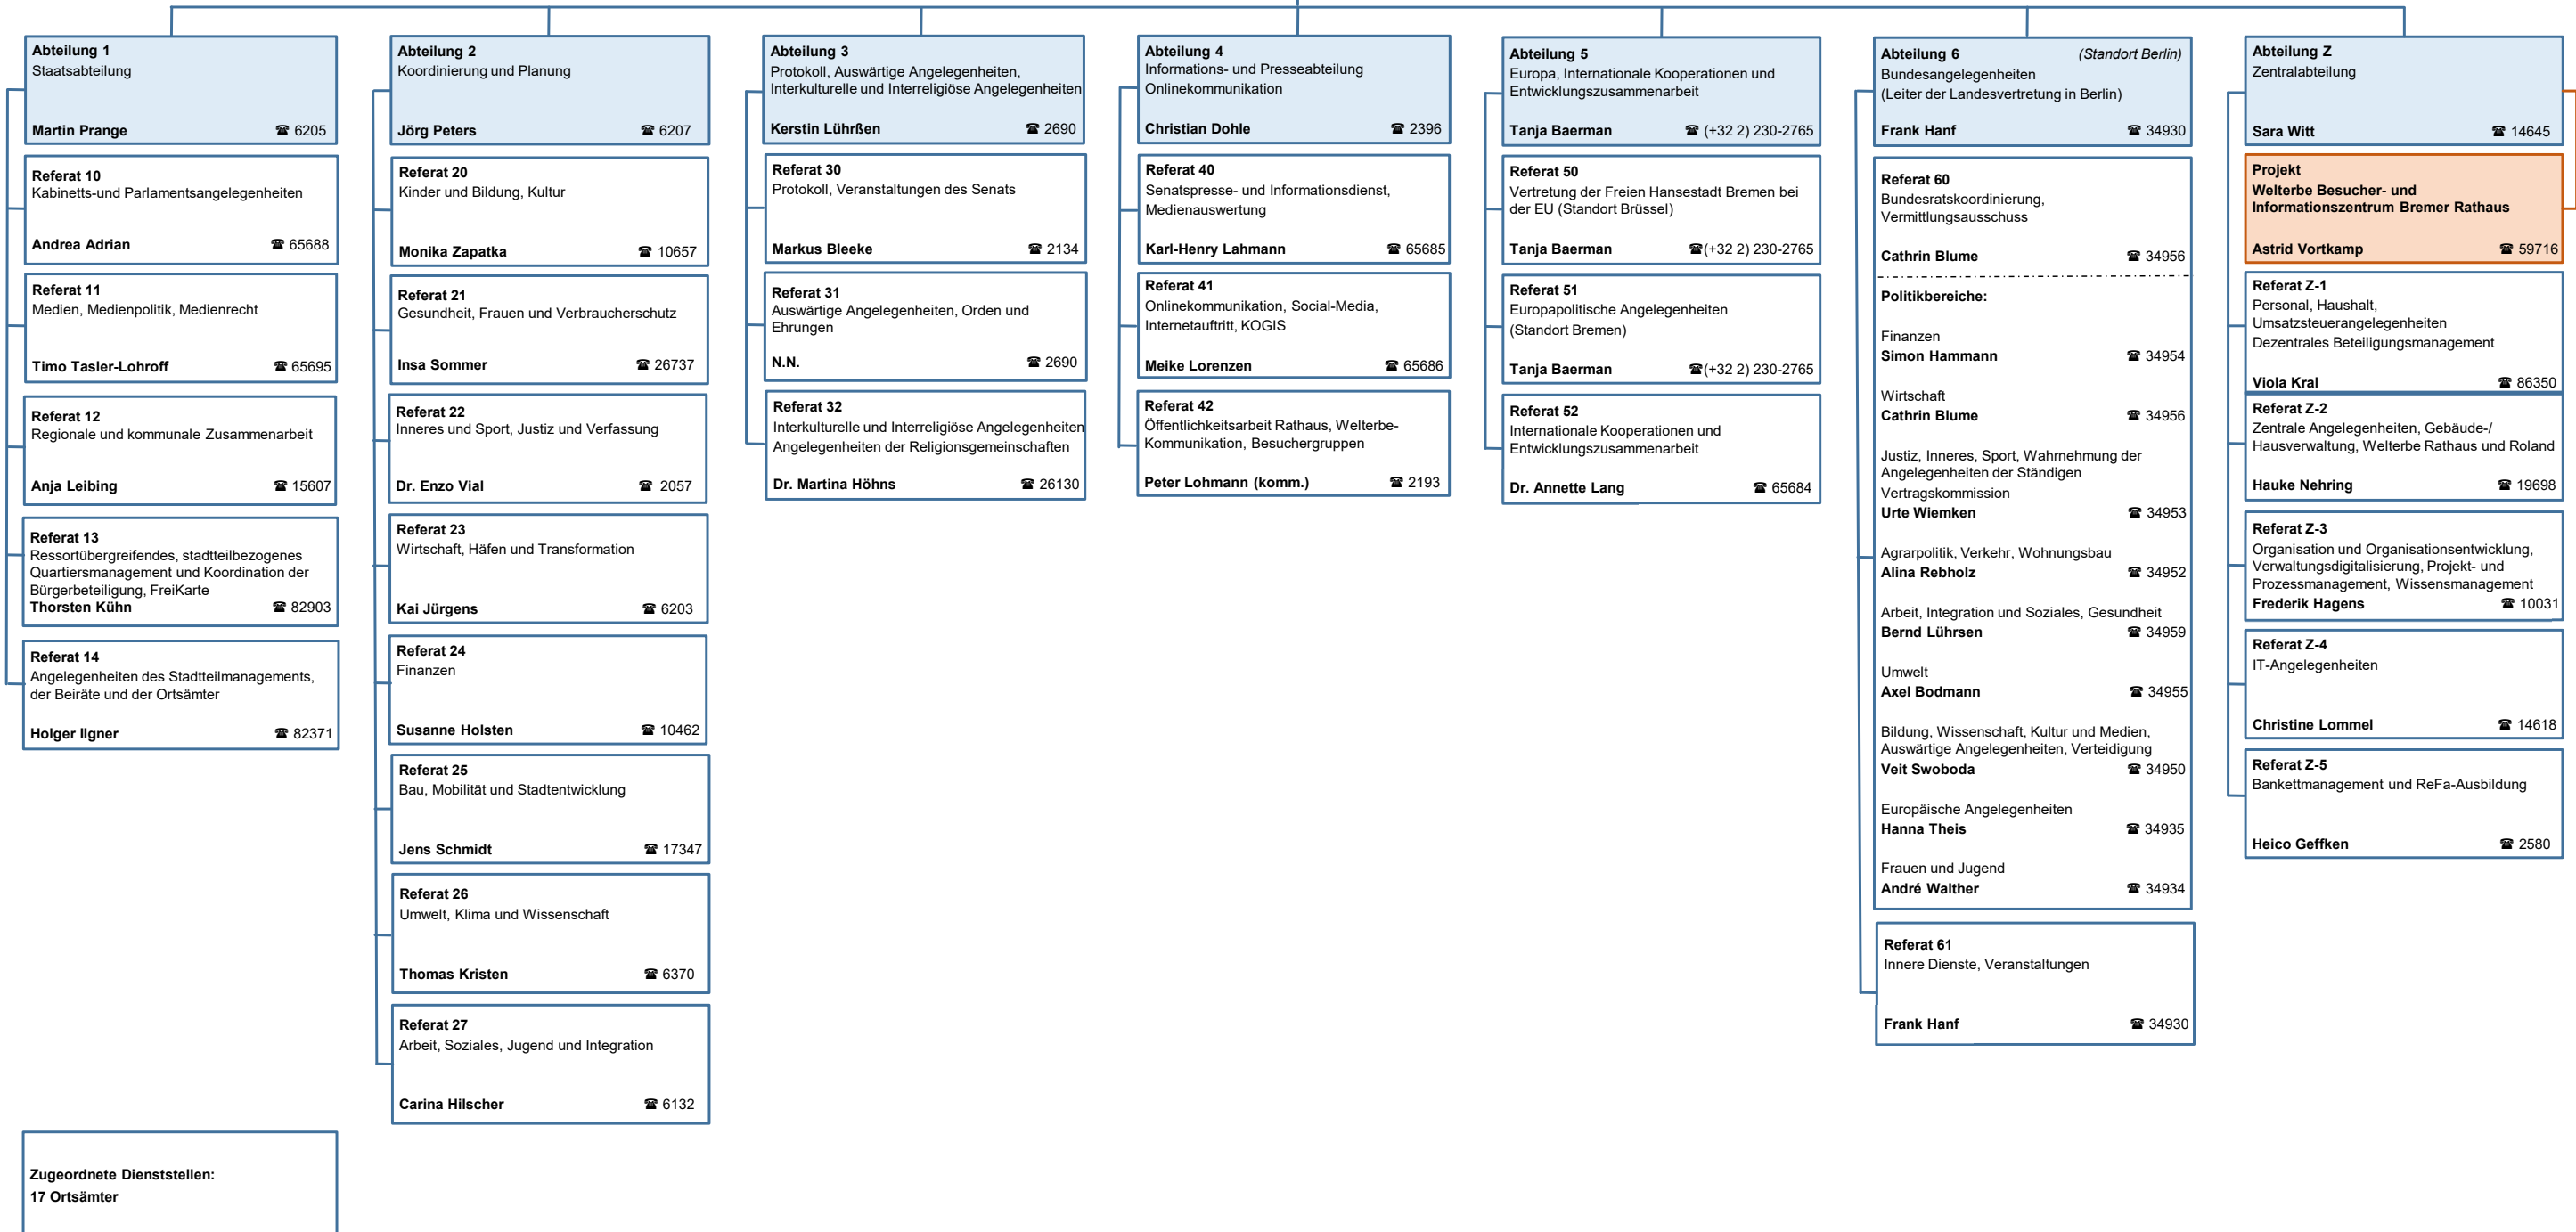 Abteilung 1
Staatsabteilung
Martin Prange ☎ 6205
Referat 10
Kabinetts-und Parlamentsangelegenheiten
Andrea Adrian ☎ 65688
Referat 11
Medien, Medienpolitik, Medienrecht
Timo Tasler-Lohroff ☎ 65695
Referat 12
Regionale und kommunale Zusammenarbeit
Anja Leibing ☎ 15607
Referat 13
Ressortübergreifendes, stadtteilbezogenes
Quartiersmanagement und Koordination der
Bürgerbeteiligung, FreiKarte
Thorsten Kühn ☎ 82903
Referat 14
Angelegenheiten des Stadtteilmanagements,
der Beiräte und der Ortsämter
Holger Ilgner ☎ 82371
Zugeordnete Dienststellen:
17 Ortsämter
Abteilung 2
Koordinierung und Planung
Jörg Peters ☎ 6207
Referat 20
Kinder und Bildung, Kultur
Monika Zapatka ☎ 10657
Referat 21
Gesundheit, Frauen und Verbraucherschutz
Insa Sommer ☎ 26737
Referat 22
Inneres und Sport, Justiz und Verfassung
Dr. Enzo Vial ☎ 2057
Referat 23
Wirtschaft, Häfen und Transformation
Kai Jürgens ☎ 6203
Referat 24
Finanzen
Susanne Holsten ☎ 10462
Referat 25
Bau, Mobilität und Stadtentwicklung
Jens Schmidt ☎ 17347
Referat 26
Umwelt, Klima und Wissenschaft
Thomas Kristen ☎ 6370
Referat 27
Arbeit, Soziales, Jugend und Integration
Carina Hilscher ☎ 6132
Abteilung 3
Protokoll, Auswärtige Angelegenheiten,
Interkulturelle und Interreligiöse Angelegenheiten
Kerstin Lührßen ☎ 2690
Referat 30
Protokoll, Veranstaltungen des Senats
Markus Bleeke ☎ 2134
Referat 31
Auswärtige Angelegenheiten, Orden und
Ehrungen
N.N. ☎ 2690
Referat 32
Interkulturelle und Interreligiöse Angelegenheiten
Angelegenheiten der Religionsgemeinschaften
Dr. Martina Höhns ☎ 26130
Abteilung 4
Informations- und Presseabteilung
Onlinekommunikation
Christian Dohle ☎ 2396
Referat 40
Senatspresse- und Informationsdienst,
Medienauswertung
Karl-Henry Lahmann ☎ 65685
Referat 41
Onlinekommunikation, Social-Media,
Internetauftritt, KOGIS
Meike Lorenzen ☎ 65686
Referat 42
Öffentlichkeitsarbeit Rathaus, Welterbe-
Kommunikation, Besuchergruppen
Peter Lohmann (komm.) ☎ 2193
Abteilung 5
Europa, Internationale Kooperationen und
Entwicklungszusammenarbeit
Tanja Baerman ☎ (+32 2) 230-2765
Referat 50
Vertretung der Freien Hansestadt Bremen bei
der EU (Standort Brüssel)
Tanja Baerman ☎(+32 2) 230-2765
Referat 51
Europapolitische Angelegenheiten
(Standort Bremen)
Tanja Baerman ☎(+32 2) 230-2765
Referat 52
Internationale Kooperationen und
Entwicklungszusammenarbeit
Dr. Annette Lang ☎ 65684
Abteilung 6 (Standort Berlin)
Bundesangelegenheiten
(Leiter der Landesvertretung in Berlin)
Frank Hanf ☎ 34930
Referat 60
Bundesratskoordinierung,
Vermittlungsausschuss
Cathrin Blume ☎ 34956
Politikbereiche:
Finanzen
Simon Hammann ☎ 34954
Wirtschaft
Cathrin Blume ☎ 34956
Justiz, Inneres, Sport, Wahrnehmung der
Angelegenheiten der Ständigen
Vertragskommission
Urte Wiemken ☎ 34953
Agrarpolitik, Verkehr, Wohnungsbau
Alina Rebholz ☎ 34952
Arbeit, Integration und Soziales, Gesundheit
Bernd Lührsen ☎ 34959
Umwelt
Axel Bodmann ☎ 34955
Bildung, Wissenschaft, Kultur und Medien,
Auswärtige Angelegenheiten, Verteidigung
Veit Swoboda ☎ 34950
Europäische Angelegenheiten
Hanna Theis ☎ 34935
Frauen und Jugend
André Walther ☎ 34934
Referat 61
Innere Dienste, Veranstaltungen
Frank Hanf ☎ 34930
Abteilung Z
Zentralabteilung
Sara Witt ☎ 14645
Projekt
Welterbe Besucher- und
Informationszentrum Bremer Rathaus
Astrid Vortkamp ☎ 59716
Referat Z-1
Personal, Haushalt,
Umsatzsteuerangelegenheiten
Dezentrales Beteiligungsmanagement
Viola Kral ☎ 86350
Referat Z-2
Zentrale Angelegenheiten, Gebäude-/
Hausverwaltung, Welterbe Rathaus und Roland
Hauke Nehring ☎ 19698
Referat Z-3
Organisation und Organisationsentwicklung,
Verwaltungsdigitalisierung, Projekt- und
Prozessmanagement, Wissensmanagement
Frederik Hagens ☎ 10031
Referat Z-4
IT-Angelegenheiten
Christine Lommel ☎ 14618
Referat Z-5
Bankettmanagement und ReFa-Ausbildung
Heico Geffken ☎ 2580